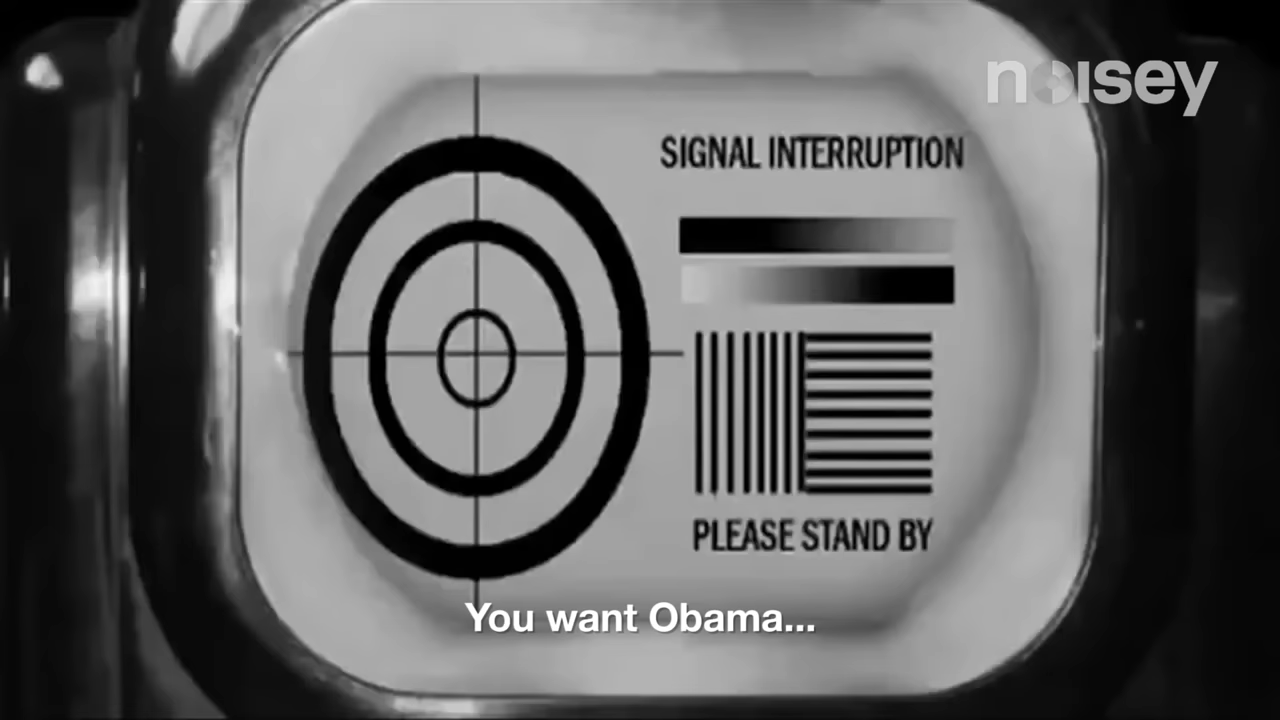 noisey
SIGNAL INTERRUPTION
PLEASE STAND BY
You want Obama...